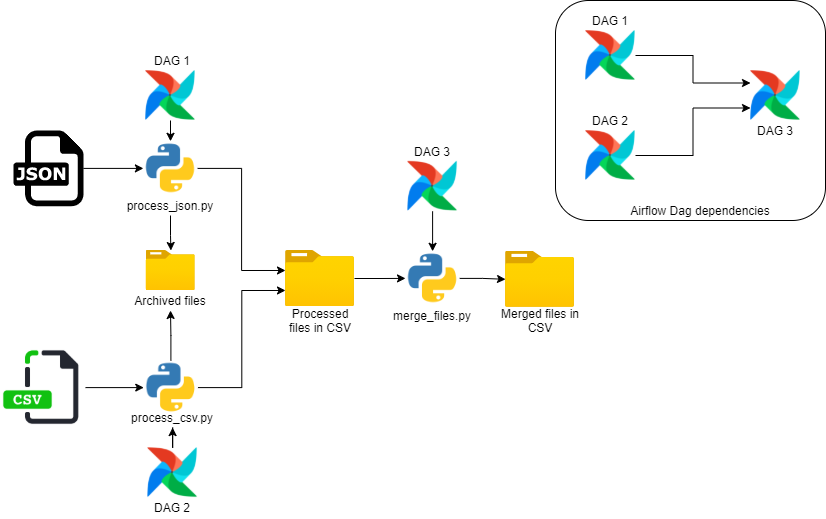 DAG 1
JSON
process_json.py
Archived files
CSV
process_csv.py
DAG 2
Processed
files in CSV
DAG 3
merge_files.py
Merged files in
CSV
DAG 1
DAG 2
DAG 3
Airflow Dag dependencies